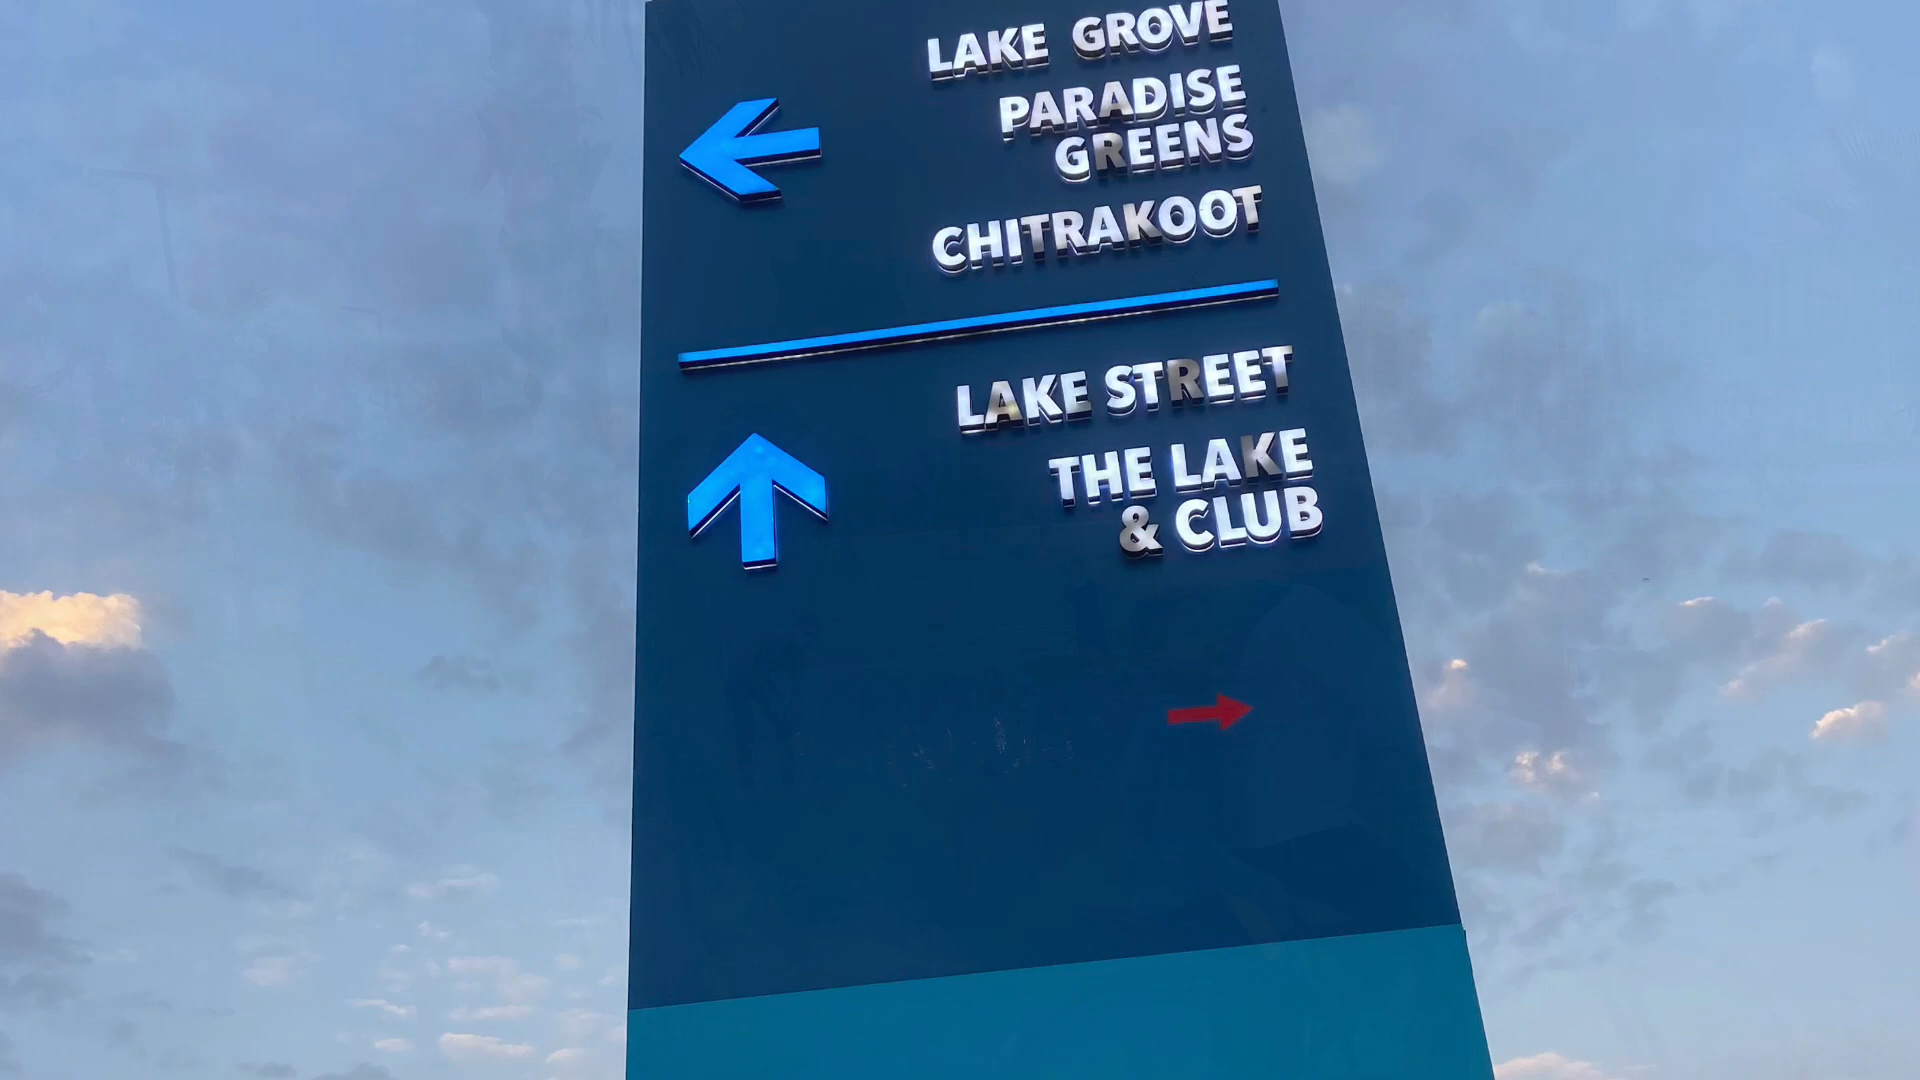 LAKE GROVE
PARADISE
GREENS
CHITRAKOOT
LAKE STREET
THE LAKE
& CLUB